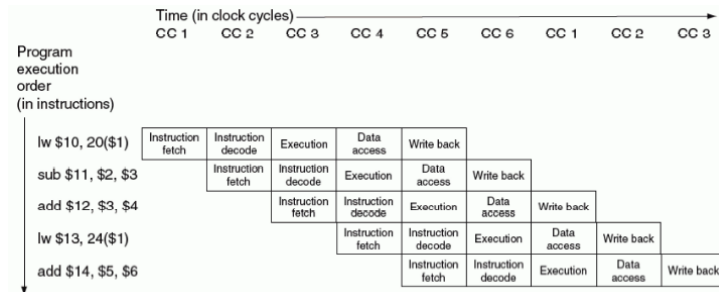 Time (in clock cycles)
CC 1 CC 2 CC 3 CC 4 CC 5 CC 6 CC 1 CC 2 CC 3
Program
execution
order
(in instructions)
lw $10, 20($1) Instruction fetch Instruction decode Execution Data access Write back
sub $11, $2, $3 Instruction fetch Instruction decode Execution Data access Write back
add $12, $3, $4 Instruction fetch Instruction decode Execution Data access Write back
lw $13, 24($1) Instruction fetch Instruction decode Execution Data access Write back
add $14, $5, $6 Instruction fetch Instruction decode Execution Data access Write back